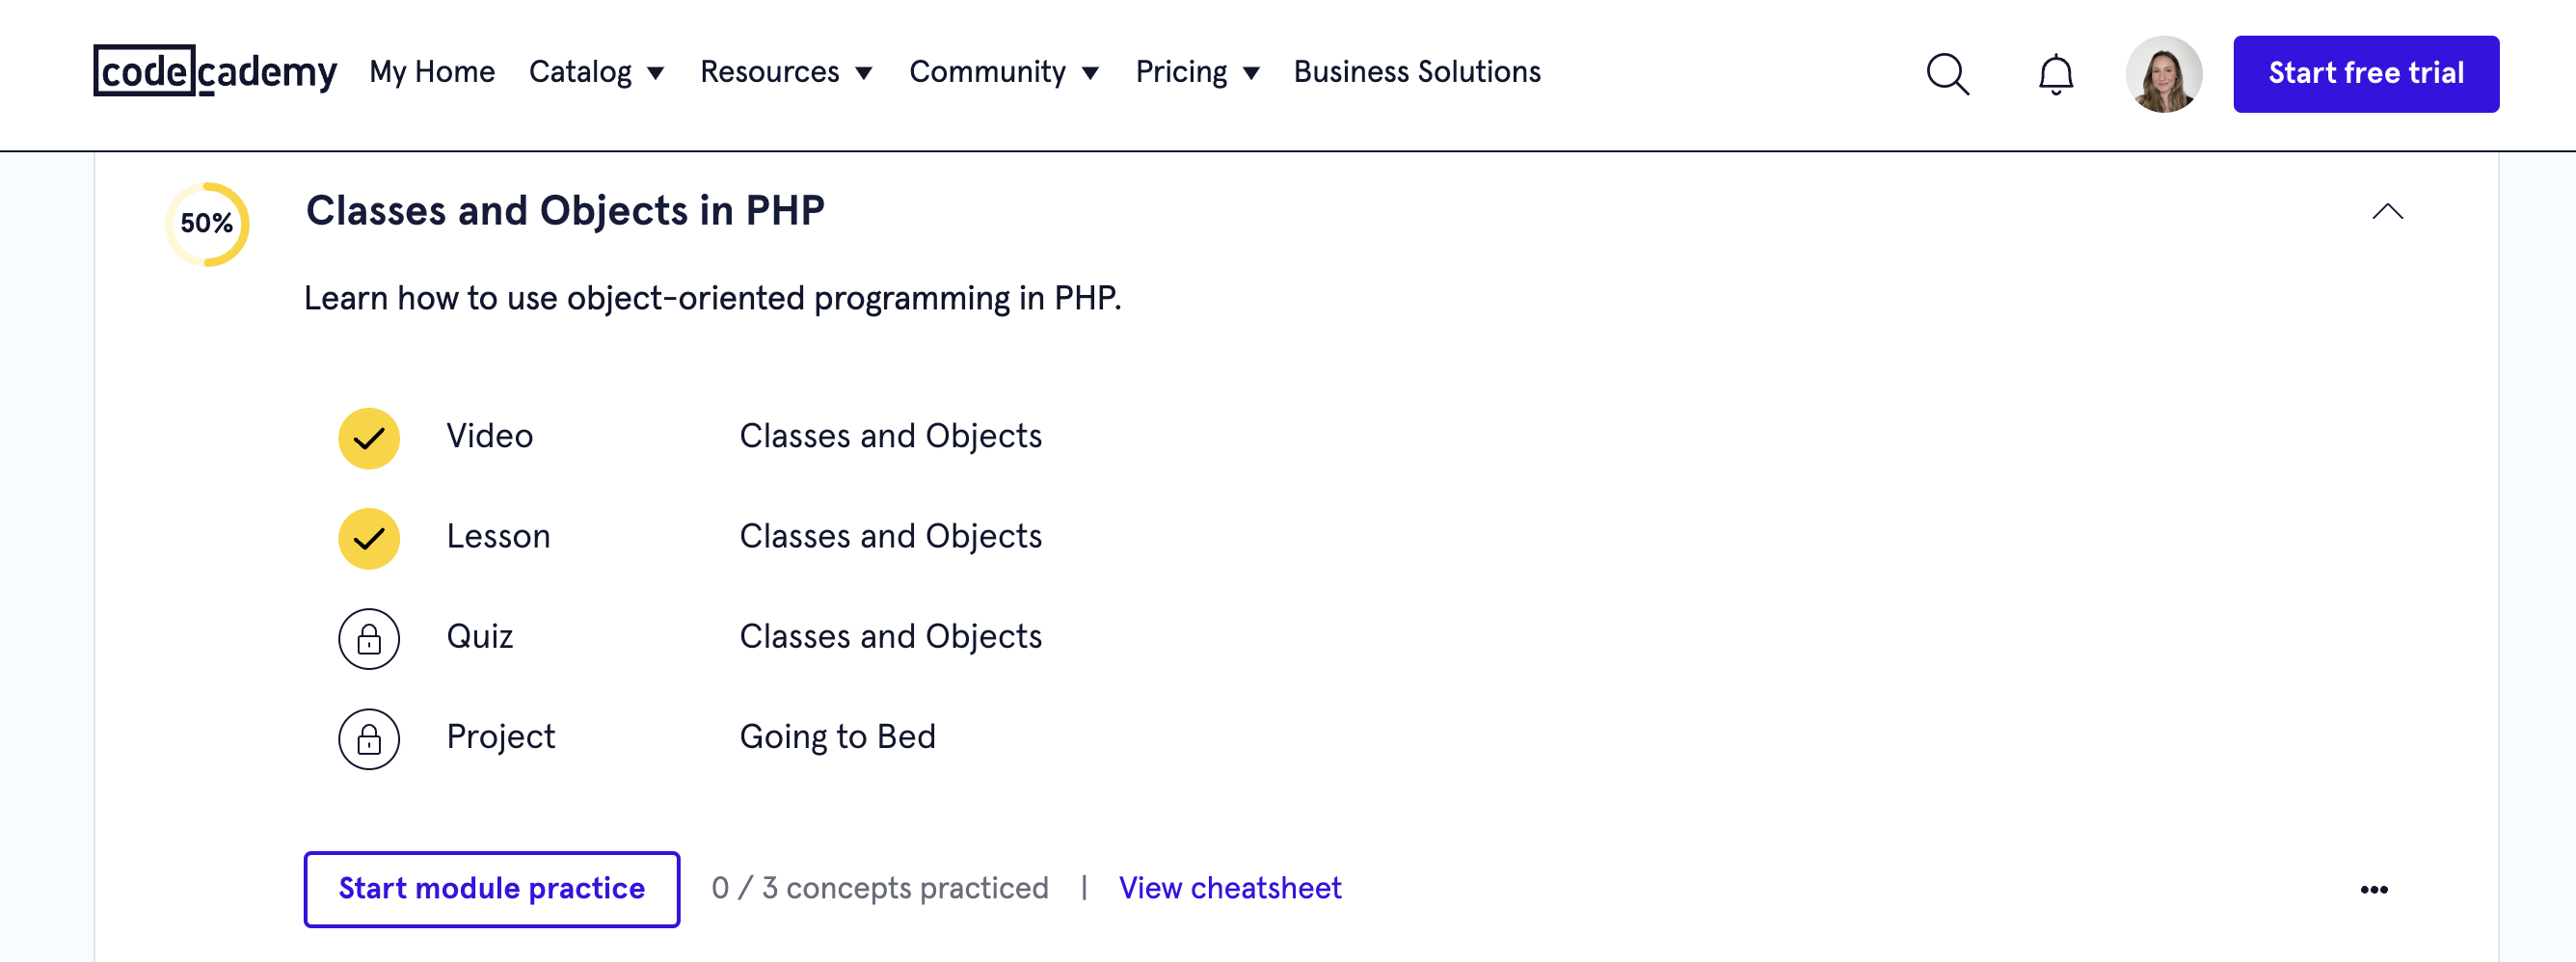 codecademy My Home Catalog Resources Community Pricing Business Solutions Start free trial
50% Classes and Objects in PHP
Learn how to use object-oriented programming in PHP.
Video Classes and Objects
Lesson Classes and Objects
Quiz Classes and Objects
Project Going to Bed
Start module practice 0 / 3 concepts practiced | View cheatsheet